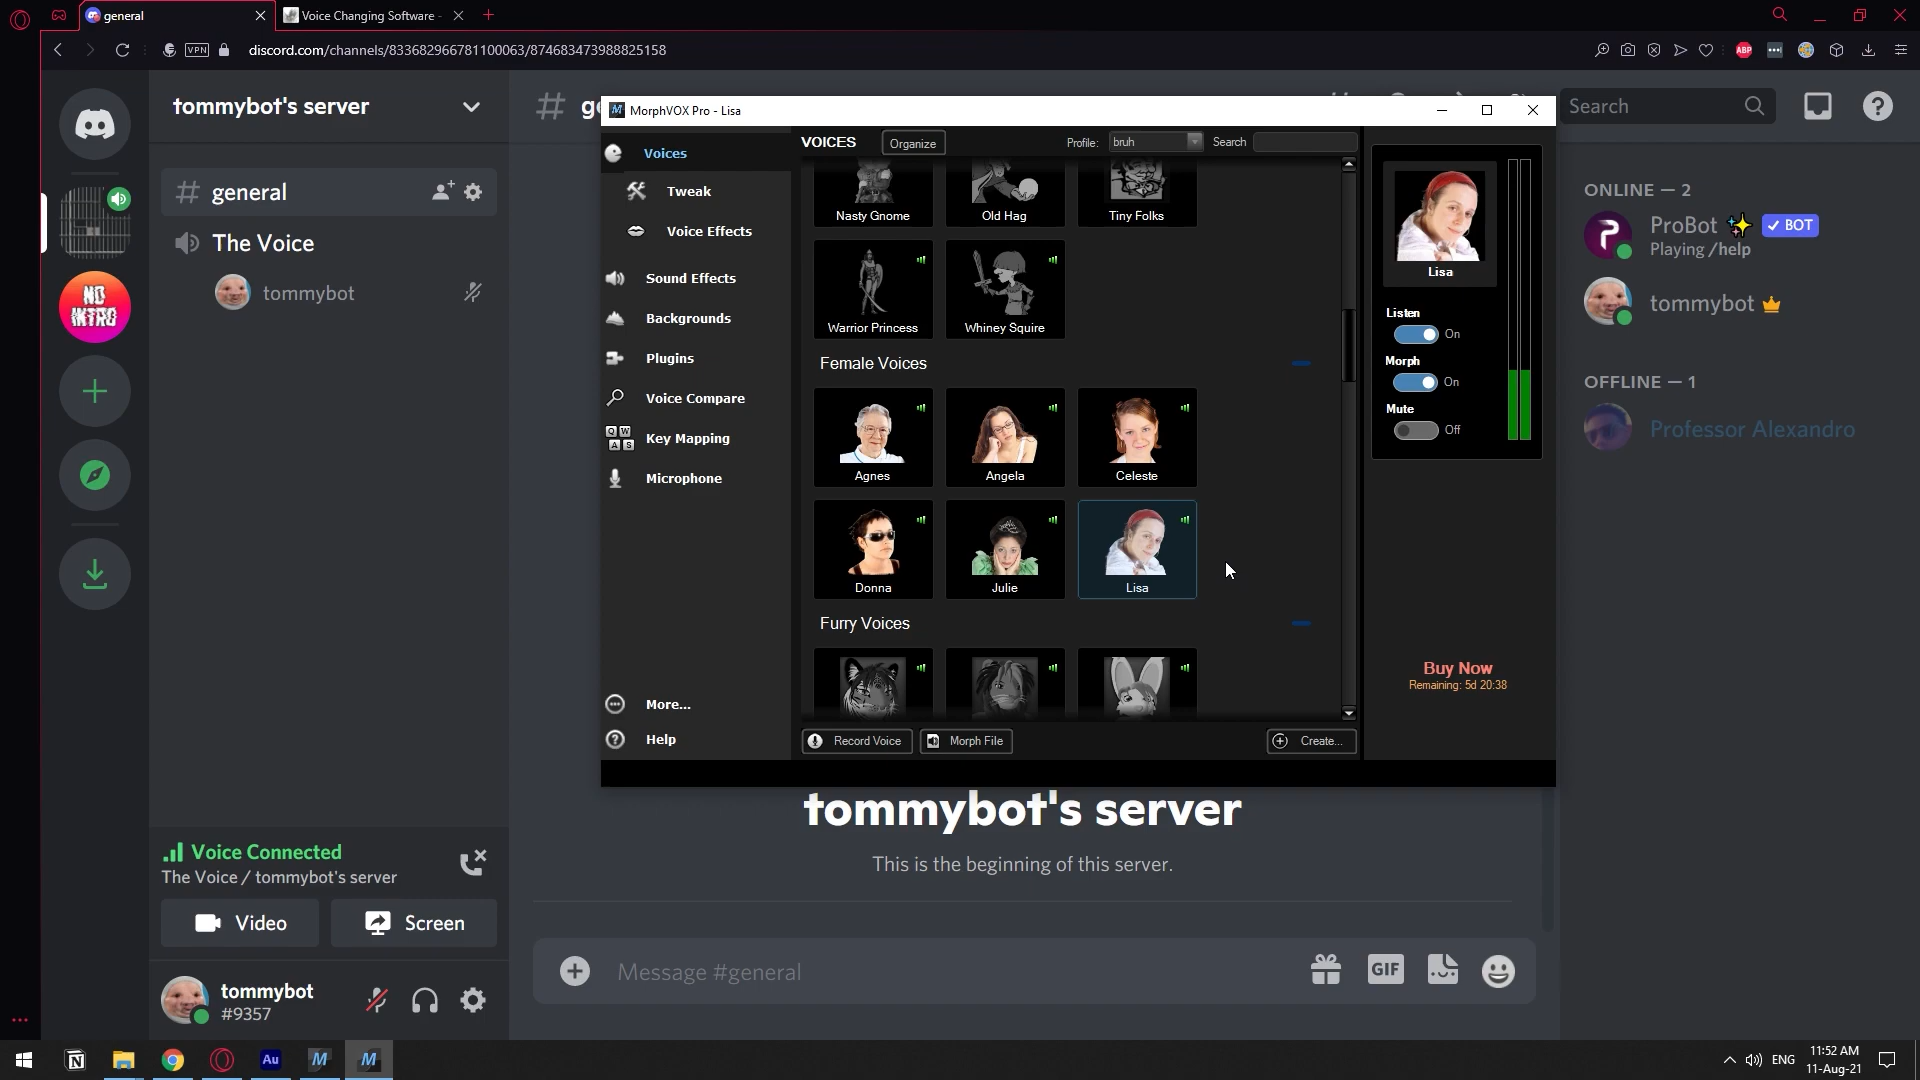 general
Voice Changing Software -
VPN
discord.com/channels/833682966781100063/874683473988825158
ABP
tommybot's server
general
The Voice
tommybot
NO
INTRO
Voice Connected
The Voice / tommybot's server
Video
Screen
tommybot
#9357
MorphVOX Pro - Lisa
Voices
Tweak
Voice Effects
Sound Effects
Backgrounds
Plugins
Voice Compare
Q W
A S
Key Mapping
Microphone
More...
Help
VOICES
Organize
Profile:
bruh
Search
Nasty Gnome
Old Hag
Tiny Folks
Warrior Princess
Whiney Squire
Female Voices
Agnes
Angela
Celeste
Donna
Julie
Lisa
Furry Voices
Record Voice
Morph File
Create...
Lisa
Listen
On
Morph
On
Mute
Off
Buy Now
Remaining: 5d 20:38
tommybot's server
This is the beginning of this server.
Message #general
GIF
Search
ONLINE — 2
ProBot
BOT
Playing /help
tommybot
OFFLINE — 1
Professor Alexandro
Au
ENG
11:52 AM
11-Aug-21